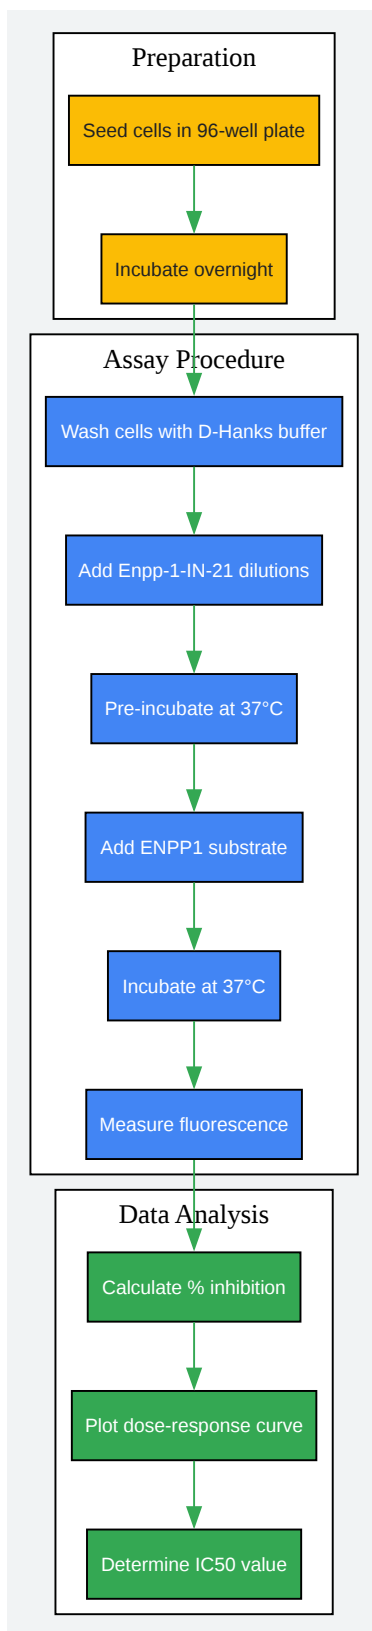 Preparation
Seed cells in 96-well plate
Incubate overnight
Assay Procedure
Wash cells with D-Hanks buffer
Add Enpp-1-IN-21 dilutions
Pre-incubate at 37°C
Add ENPP1 substrate
Incubate at 37°C
Measure fluorescence
Data Analysis
Calculate % inhibition
Plot dose-response curve
Determine IC50 value